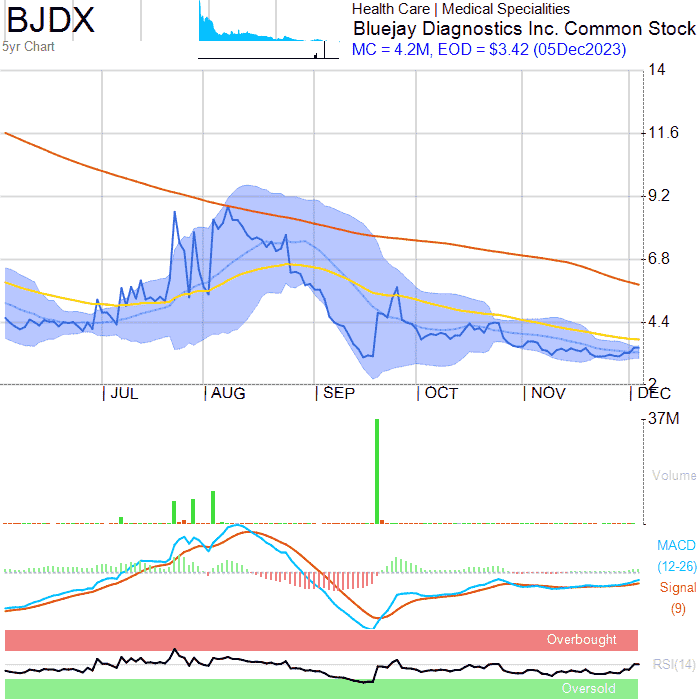 BJDX
5yr Chart
Health Care | Medical Specialities
Bluejay Diagnostics Inc. Common Stock
MC = 4.2M, EOD = $3.42 (05Dec2023)
14
11.6
9.2
6.8
4.4
2
JUL AUG SEP OCT NOV DEC
37M
Volume
MACD
(12-26)
Signal
(9)
Overbought
RSI(14)
Oversold